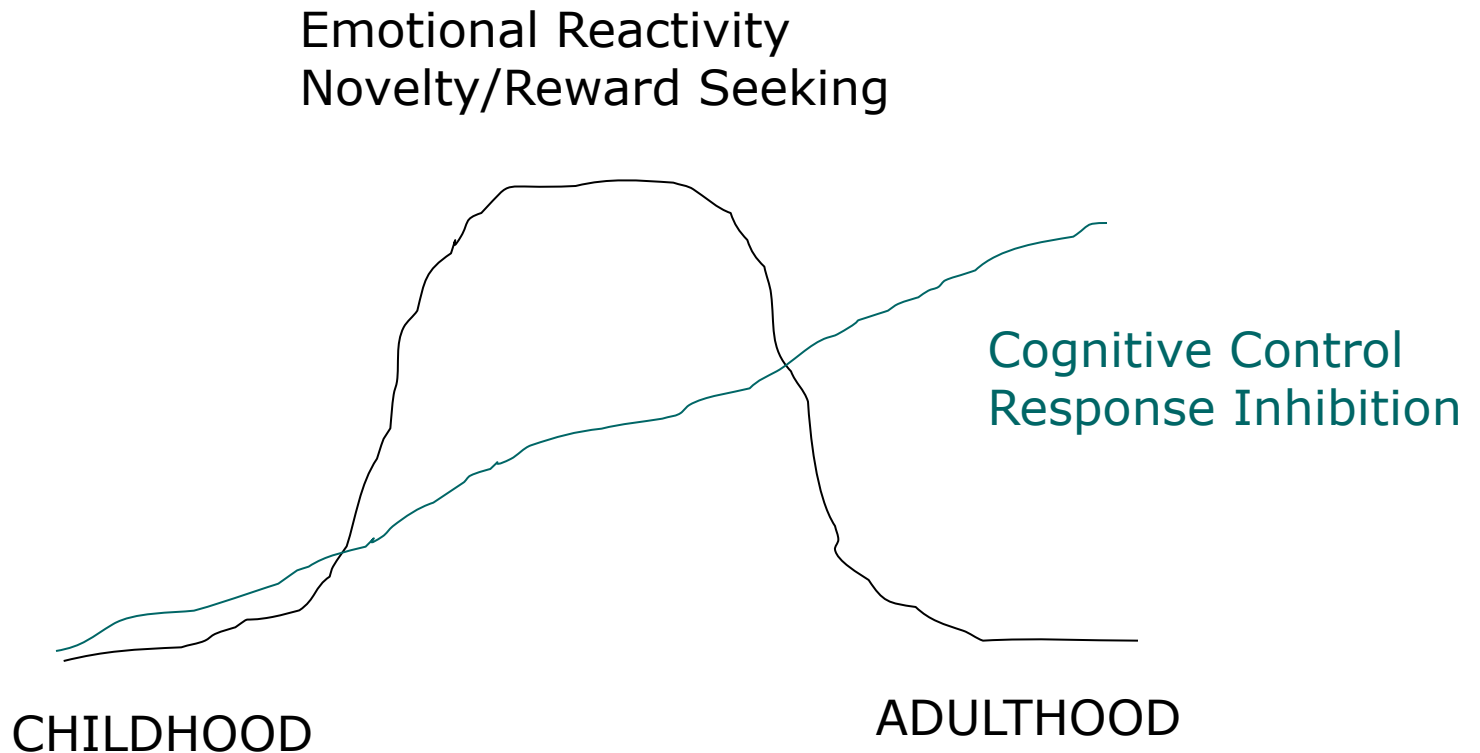 Emotional Reactivity
Novelty/Reward Seeking
Cognitive Control
Response Inhibition
CHILDHOOD
ADULTHOOD